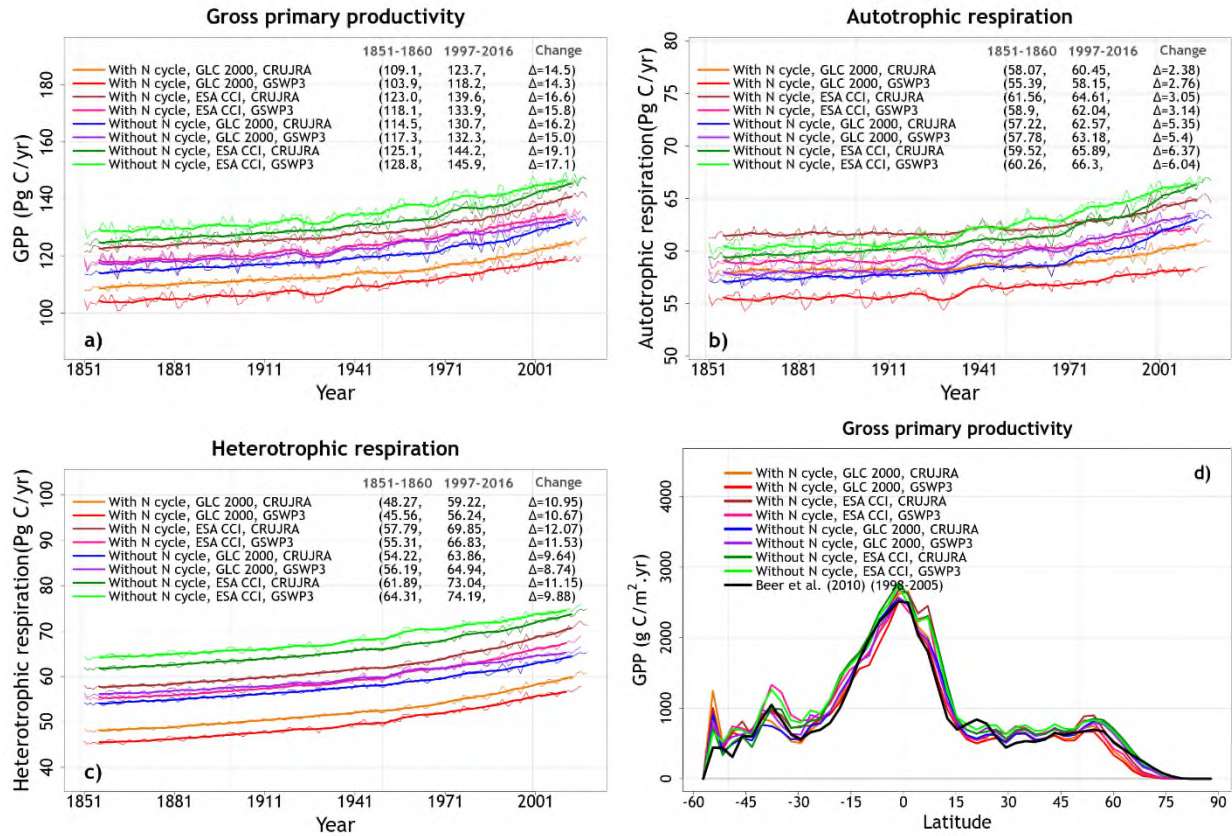 Gross primary productivity
1851-1860 1997-2016 Change
With N cycle, GLC 2000, CRUJRA (109.1, 123.7, Δ=14.5)
With N cycle, GLC 2000, GSWP3 (103.9, 118.2, Δ=14.3)
With N cycle, ESA CCI, CRUJRA (123.0, 139.6, Δ=16.6)
With N cycle, ESA CCI, GSWP3 (118.1, 133.9, Δ=15.8)
Without N cycle, GLC 2000, CRUJRA (114.5, 130.7, Δ=16.2)
Without N cycle, GLC 2000, GSWP3 (117.3, 132.3, Δ=15.0)
Without N cycle, ESA CCI, CRUJRA (125.1, 144.2, Δ=19.1)
Without N cycle, ESA CCI, GSWP3 (128.8, 145.9, Δ=17.1)
GPP (Pg C/yr)
180
160
140
120
100
a)
1851 1881 1911 1941 1971 2001
Year
Autotrophic respiration
1851-1860 1997-2016 Change
With N cycle, GLC 2000, CRUJRA (58.07, 60.45, Δ=2.38)
With N cycle, GLC 2000, GSWP3 (55.39, 58.15, Δ=2.76)
With N cycle, ESA CCI, CRUJRA (61.56, 64.61, Δ=3.05)
With N cycle, ESA CCI, GSWP3 (58.9, 62.04, Δ=3.14)
Without N cycle, GLC 2000, CRUJRA (57.22, 62.57, Δ=5.35)
Without N cycle, GLC 2000, GSWP3 (57.78, 63.18, Δ=5.4)
Without N cycle, ESA CCI, CRUJRA (59.52, 65.89, Δ=6.37)
Without N cycle, ESA CCI, GSWP3 (60.26, 66.3, Δ=6.04)
Autotrophic respiration(Pg C/yr)
80
75
70
65
60
55
50
b)
1851 1881 1911 1941 1971 2001
Year
Heterotrophic respiration
1851-1860 1997-2016 Change
With N cycle, GLC 2000, CRUJRA (48.27, 59.22, Δ=10.95)
With N cycle, GLC 2000, GSWP3 (45.56, 56.24, Δ=10.67)
With N cycle, ESA CCI, CRUJRA (57.79, 69.85, Δ=12.07)
With N cycle, ESA CCI, GSWP3 (55.31, 66.83, Δ=11.53)
Without N cycle, GLC 2000, CRUJRA (54.22, 63.86, Δ=9.64)
Without N cycle, GLC 2000, GSWP3 (56.19, 64.94, Δ=8.74)
Without N cycle, ESA CCI, CRUJRA (61.89, 73.04, Δ=11.15)
Without N cycle, ESA CCI, GSWP3 (64.31, 74.19, Δ=9.88)
Heterotrophic respiration(Pg C/yr)
100
90
80
70
60
50
40
c)
1851 1881 1911 1941 1971 2001
Year
Gross primary productivity
d)
With N cycle, GLC 2000, CRUJRA
With N cycle, GLC 2000, GSWP3
With N cycle, ESA CCI, CRUJRA
With N cycle, ESA CCI, GSWP3
Without N cycle, GLC 2000, CRUJRA
Without N cycle, GLC 2000, GSWP3
Without N cycle, ESA CCI, CRUJRA
Without N cycle, ESA CCI, GSWP3
Beer et al. (2010) (1998-2005)
GPP (g C/m².yr)
4000
3000
2000
1000
0
-60 -45 -30 -15 0 15 30 45 60 75 90
Latitude